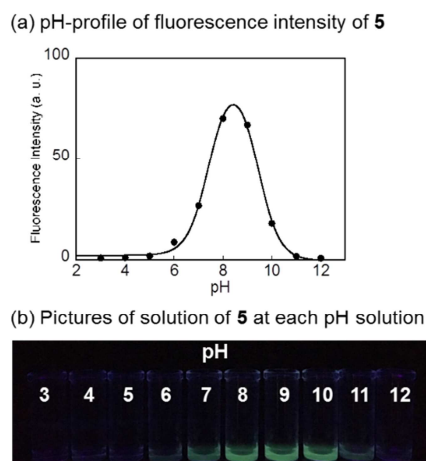 (a) pH-profile of fluorescence intensity of 5
Fluorescence Intensity (a. u.)
100
50
0
2 4 6 8 10 12
pH
(b) Pictures of solution of 5 at each pH solution
pH
3 4 5 6 7 8 9 10 11 12